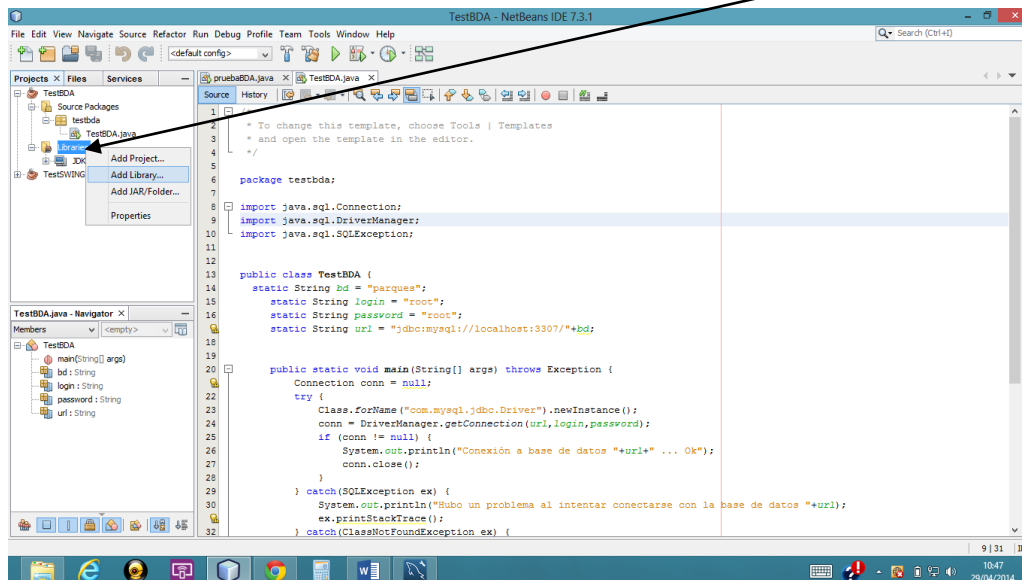 TestBDA - NetBeans IDE 7.3.1
File Edit View Navigate Source Refactor Run Debug Profile Team Tools Window Help
Search (Ctrl+I)
<default config>
Projects Files Services
pruebaBDA.java TestBDA.java
TestBDA
Source Packages
testbda
TestBDA.java
Libraries
JDK
TestSWING
Add Project...
Add Library...
Add JAR/Folder...
Properties
Source History
1 /*
2 * To change this template, choose Tools | Templates
3 * and open the template in the editor.
4 */
5
6 package testbda;
7
8 import java.sql.Connection;
9 import java.sql.DriverManager;
10 import java.sql.SQLException;
11
12
13 public class TestBDA {
14 static String bd = "parques";
15 static String login = "root";
16 static String password = "root";
static String url = "jdbc:mysql://localhost:3307/"+bd;
18
19
20 public static void main(String[] args) throws Exception {
Connection conn = null;
22 try {
23 Class.forName("com.mysql.jdbc.Driver").newInstance();
24 conn = DriverManager.getConnection(url,login,password);
25 if (conn != null) {
26 System.out.println("Conexión a base de datos "+url+" ... Ok");
27 conn.close();
28 }
29 } catch(SQLException ex) {
30 System.out.println("Hubo un problema al intentar conectarse con la base de datos "+url);
ex.printStackTrace();
32 } catch(ClassNotFoundException ex) {
TestBDA.java - Navigator
Members <empty>
TestBDA
main(String[] args)
bd : String
login : String
password : String
url : String
9 | 31
10:47
29/04/2014